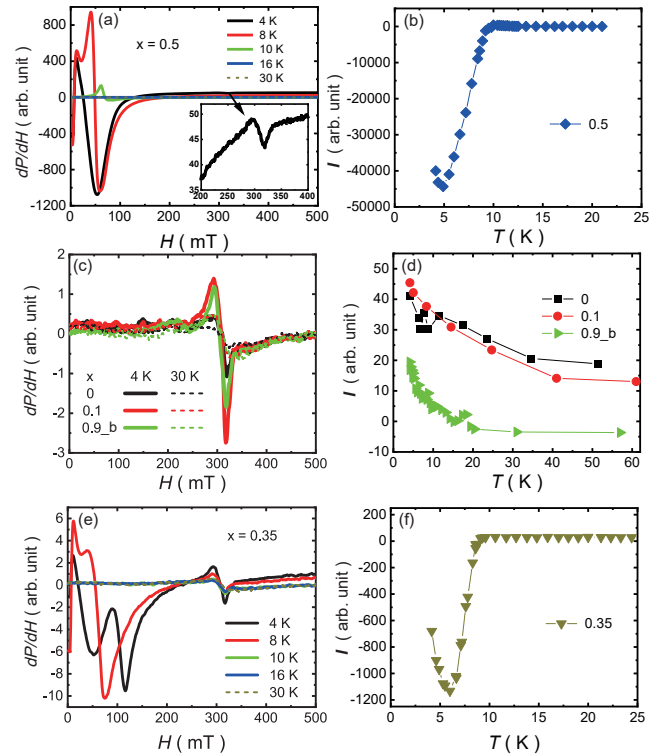 (a)
x = 0.5
4 K
8 K
10 K
16 K
30 K
800
400
0
-400
-800
-1200
dP/dH ( arb. unit )
50
45
40
35
200 300 400
0 100 200 300 400 500
H ( mT )
(b)
0
-10000
-20000
-30000
-40000
-50000
I ( arb. unit )
0.5
0 5 10 15 20 25
T ( K )
(c)
2
1
0
-1
-2
-3
dP/dH ( arb. unit )
x 4 K 30 K
0
0.1
0.9_b
0 100 200 300 400 500
H ( mT )
(d)
50
40
30
20
10
0
-10
I ( arb. unit )
0
0.1
0.9_b
0 10 20 30 40 50 60
T ( K )
(e)
x = 0.35
6
4
2
0
-2
-4
-6
-8
-10
dP/dH ( arb. unit )
4 K
8 K
10 K
16 K
30 K
0 100 200 300 400 500
H ( mT )
(f)
200
0
-200
-400
-600
-800
-1000
-1200
I ( arb. unit )
0.35
0 5 10 15 20 25
T ( K )